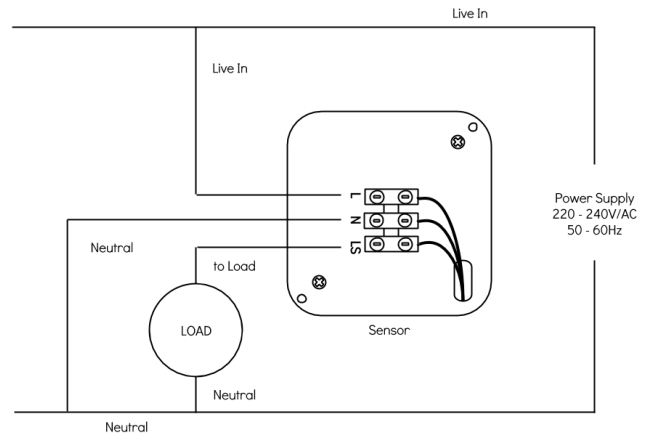 Live In
Live In
L
N
LS
Power Supply
220 - 240V/AC
50 - 60Hz
Neutral
to Load
LOAD
Sensor
Neutral
Neutral